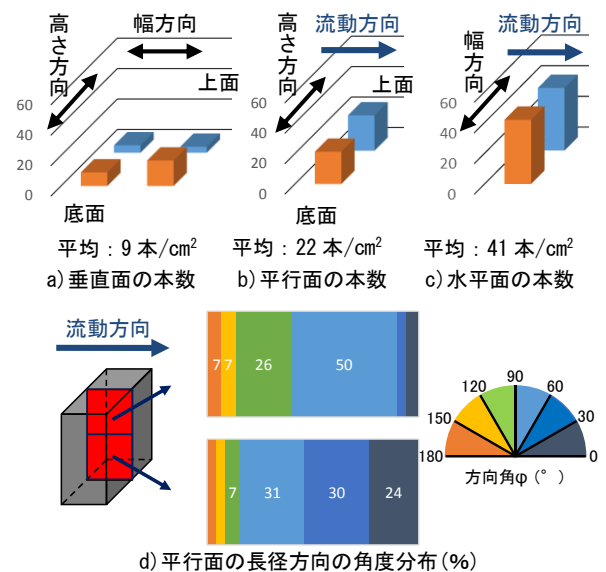 高さ方向
幅方向
上面
60
40
20
0
底面
平均：9 本/cm²
a)垂直面の本数
高さ方向
流動方向
上面
60
40
20
0
底面
平均：22 本/cm²
b)平行面の本数
幅方向
流動方向
60
40
20
0
平均：41 本/cm²
c)水平面の本数
流動方向
7 7 26 50
7 31 30 24
90
120 60
150 30
180 0
方向角φ（°）
d)平行面の長径方向の角度分布(%)